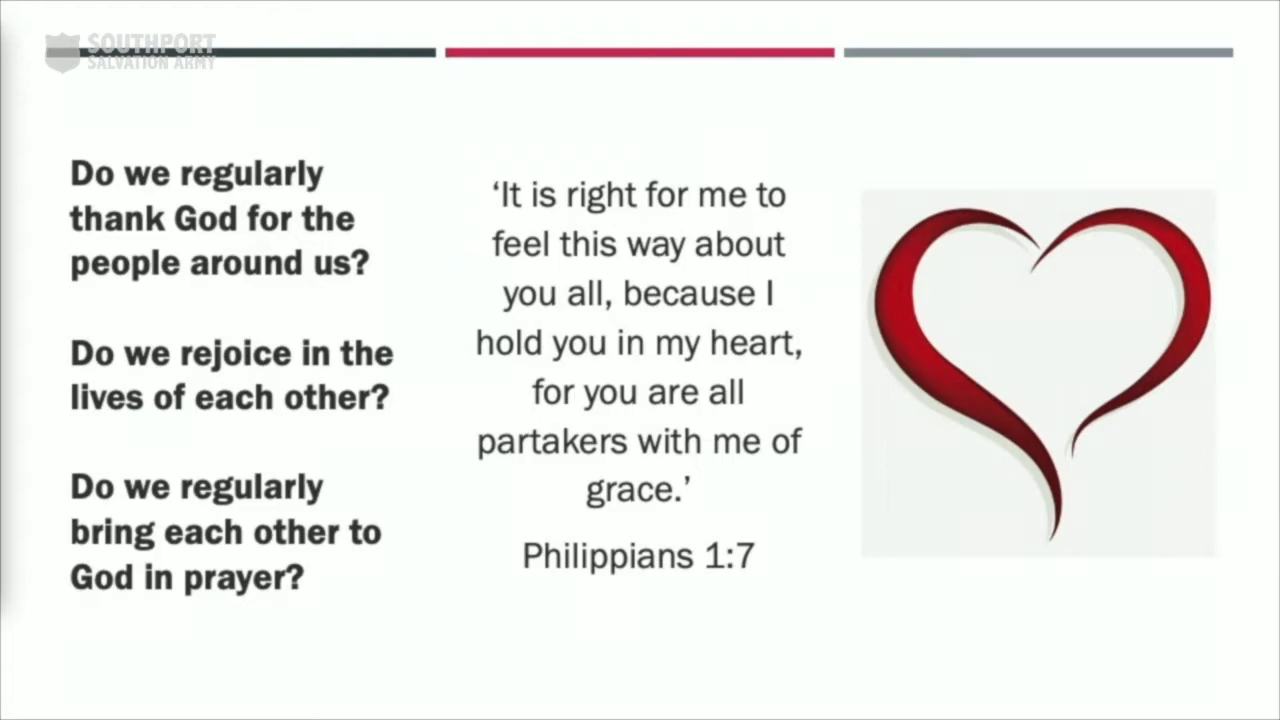 SOUTHPORT
SALVATION ARMY
Do we regularly
thank God for the
people around us?
Do we rejoice in the
lives of each other?
Do we regularly
bring each other to
God in prayer?
‘It is right for me to
feel this way about
you all, because I
hold you in my heart,
for you are all
partakers with me of
grace.’
Philippians 1:7